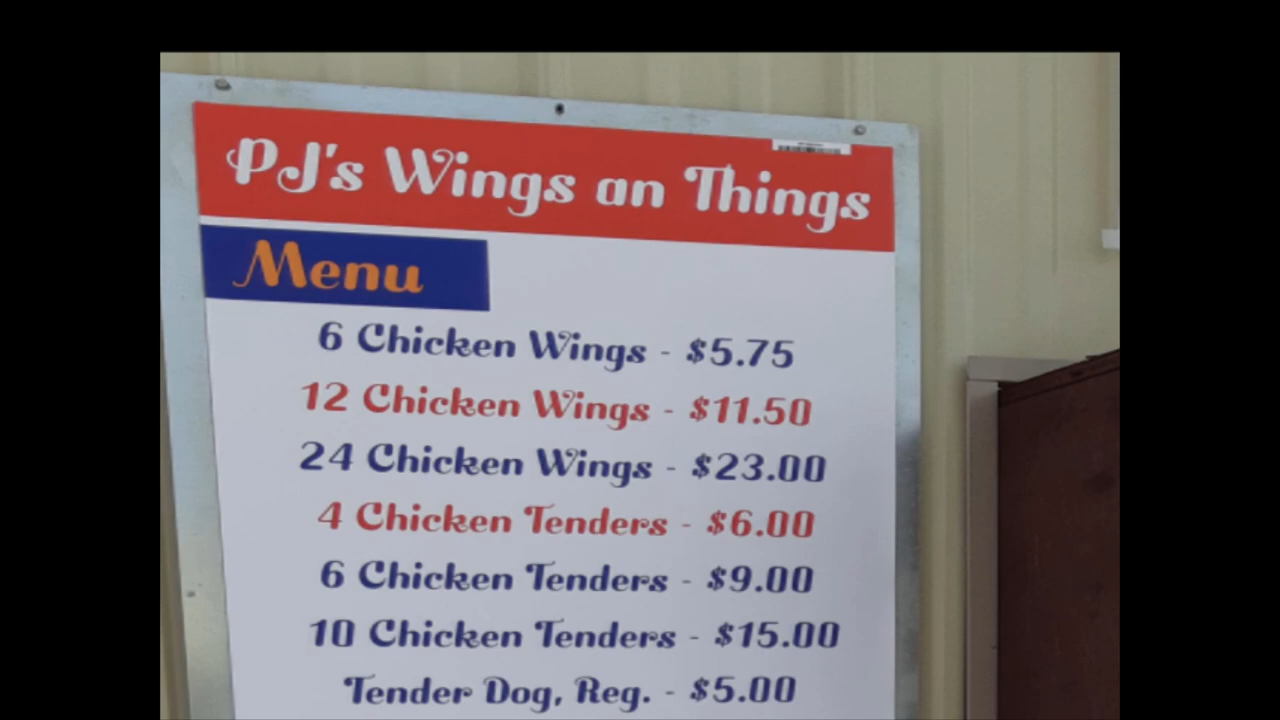 PJ's Wings an Things
Menu
6 Chicken Wings - $5.75
12 Chicken Wings - $11.50
24 Chicken Wings - $23.00
4 Chicken Tenders - $6.00
6 Chicken Tenders - $9.00
10 Chicken Tenders - $15.00
Tender Dog, Reg. - $5.00